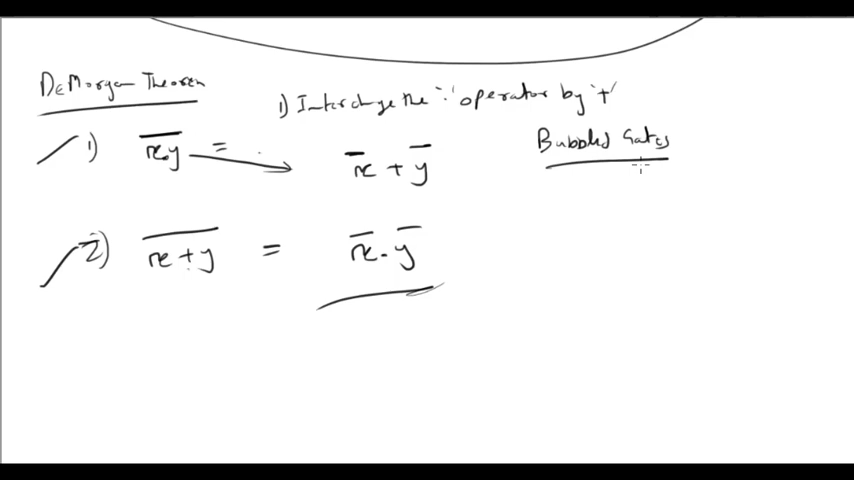 DeMorgan Theorem
1) Interchange the '.' operator by '+'
1) x̅.̅y̅ =
x̅ + y̅
Bubbled Gates
2) x̅+̅y̅ = x̅ . y̅